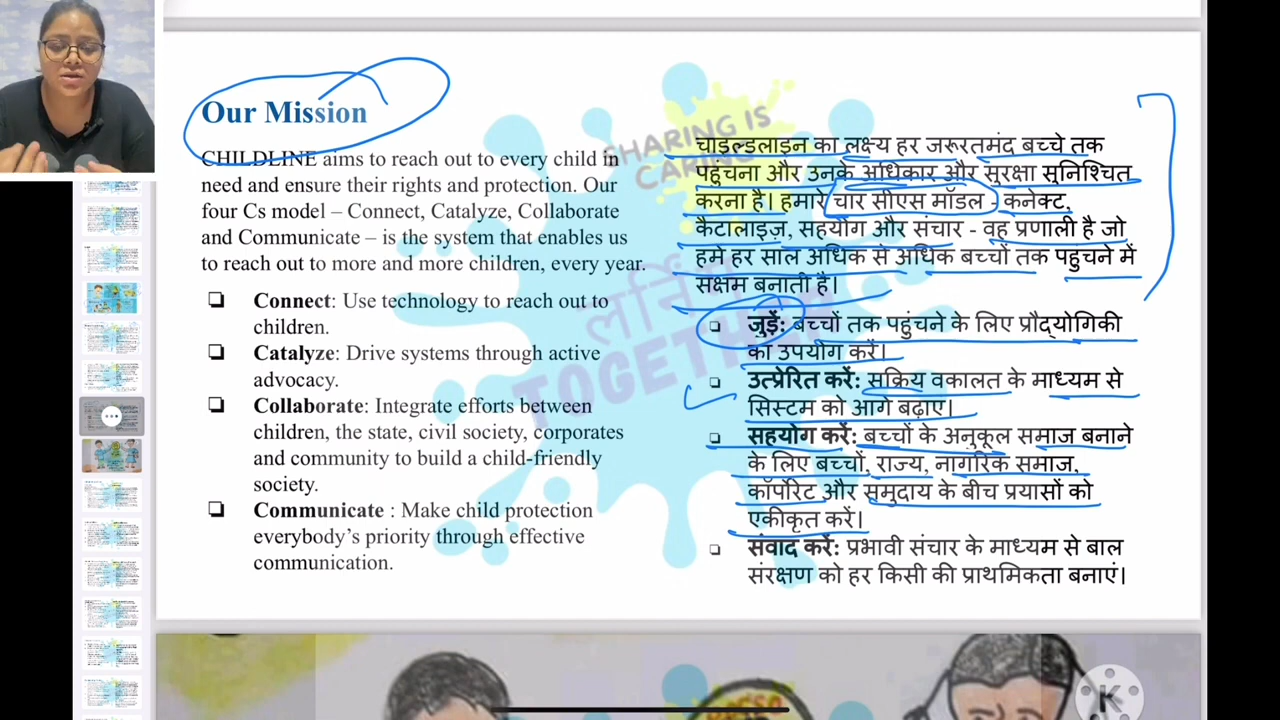 Our Mission
CHILDLINE aims to reach out to every child in
need and ensure their rights and protection. Our
four Cs model – Connect, Catalyze, Collaborate
and Communicate – is the system that enables us
to reach out to more and more children, every year.
Connect: Use technology to reach out to
children.
Catalyze: Drive systems through active
advocacy.
Collaborate: Integrate efforts between
children, the state, civil society, corporates
and community to build a child-friendly
society.
Communicate : Make child protection
everybody’s priority through effective
communication.
चाइल्डलाइन का लक्ष्य हर जरूरतमंद बच्चे तक
पहुंचना और उनके अधिकार और सुरक्षा सुनिश्चित
करना है। हमारे चार सीएस मॉडल - कनेक्ट,
कैटालाइज़, सहयोग और संचार - वह प्रणाली है जो
हमें हर साल अधिक से अधिक बच्चों तक पहुचने में
सक्षम बनाती है।
जुड़ें: बच्चों तक पहुंचने के लिए प्रौद्योगिकी
का उपयोग करें।
उत्प्रेरित करें: सक्रिय वकालत के माध्यम से
सिस्टम को आगे बढ़ाएं।
सहयोग करें: बच्चों के अनुकूल समाज बनाने
के लिए बच्चों, राज्य, नागरिक समाज,
कॉर्पोरेट और समुदाय के बीच प्रयासों को
एकीकृत करें।
संवाद करें: प्रभावी संचार के माध्यम से बाल
संरक्षण को हर किसी की प्राथमिकता बनाएं।
SHARING IS
CARING
TOGETHER
K